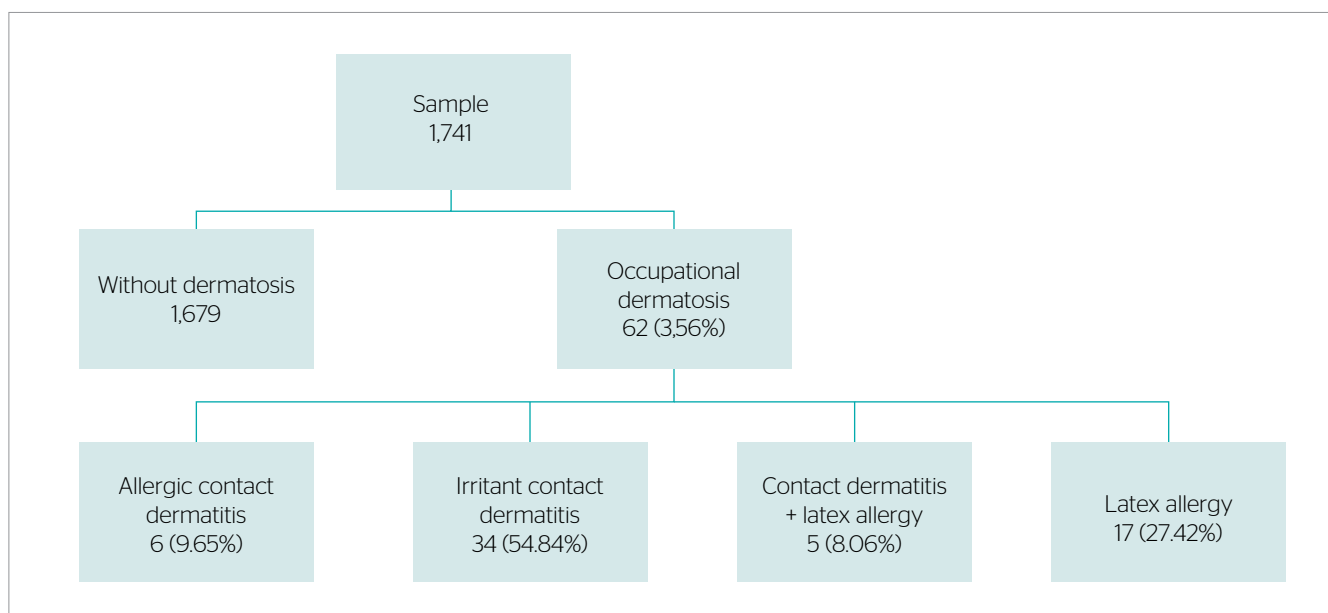 Sample
1,741
Without dermatosis
1,679
Occupational
dermatosis
62 (3,56%)
Allergic contact
dermatitis
6 (9.65%)
Irritant contact
dermatitis
34 (54.84%)
Contact dermatitis
+ latex allergy
5 (8.06%)
Latex allergy
17 (27.42%)